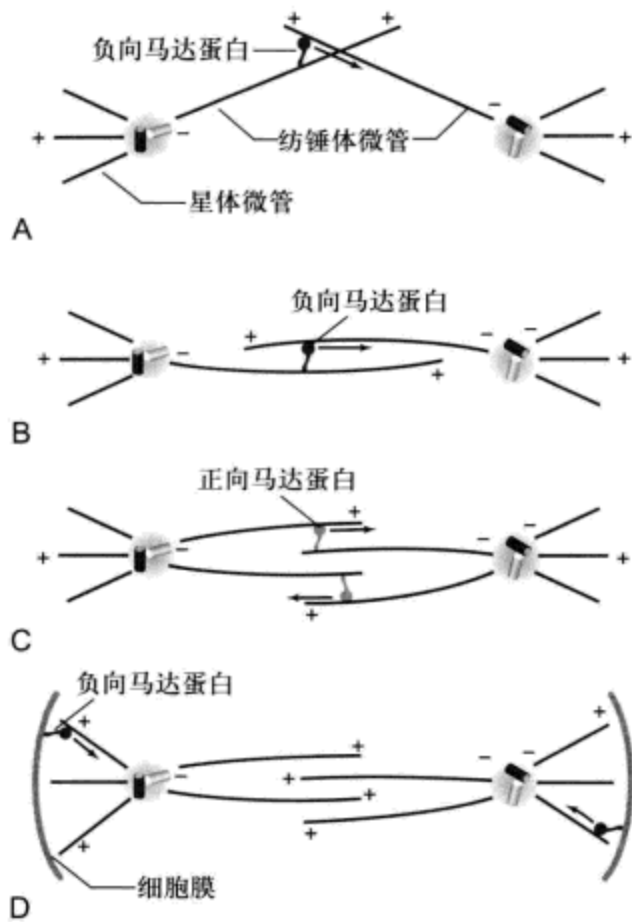 + +
负向马达蛋白
+ - - +
纺锤体微管
星体微管
A
负向马达蛋白
+ - + + - - +
B
正向马达蛋白
+ - + - - +
+
C
负向马达蛋白
+ - + + + + - - +
+
细胞膜
D